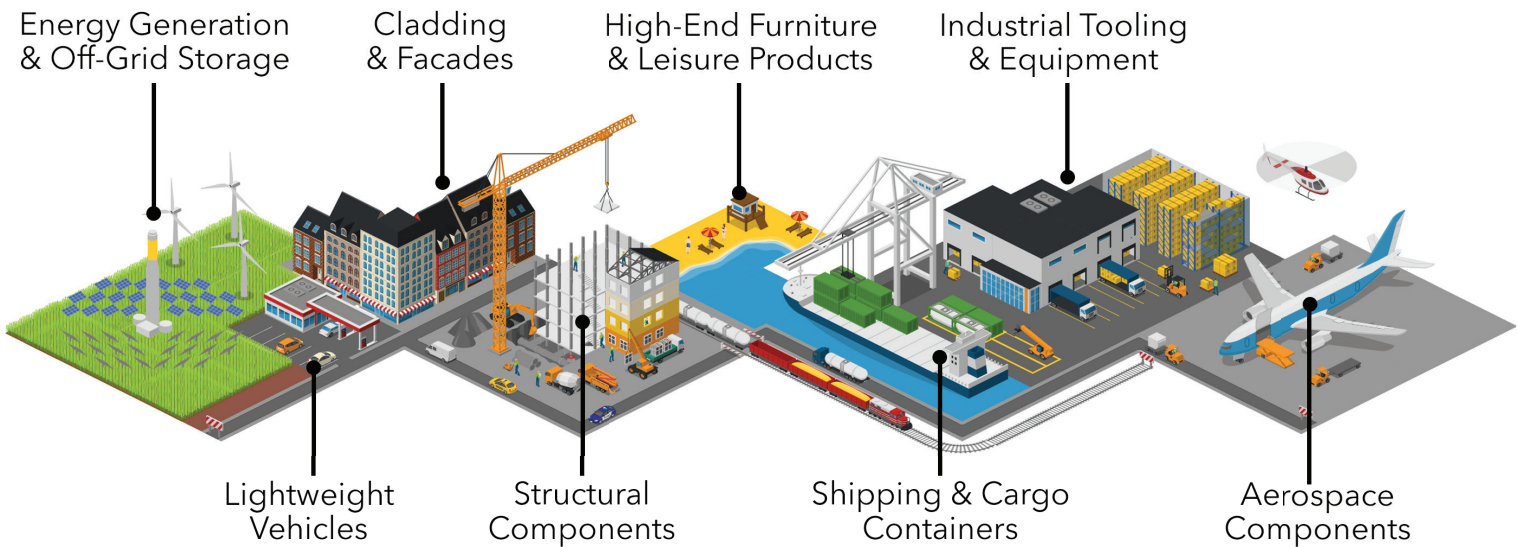 Energy Generation
& Off-Grid Storage
Cladding
& Facades
High-End Furniture
& Leisure Products
Industrial Tooling
& Equipment
Lightweight
Vehicles
Structural
Components
Shipping & Cargo
Containers
Aerospace
Components